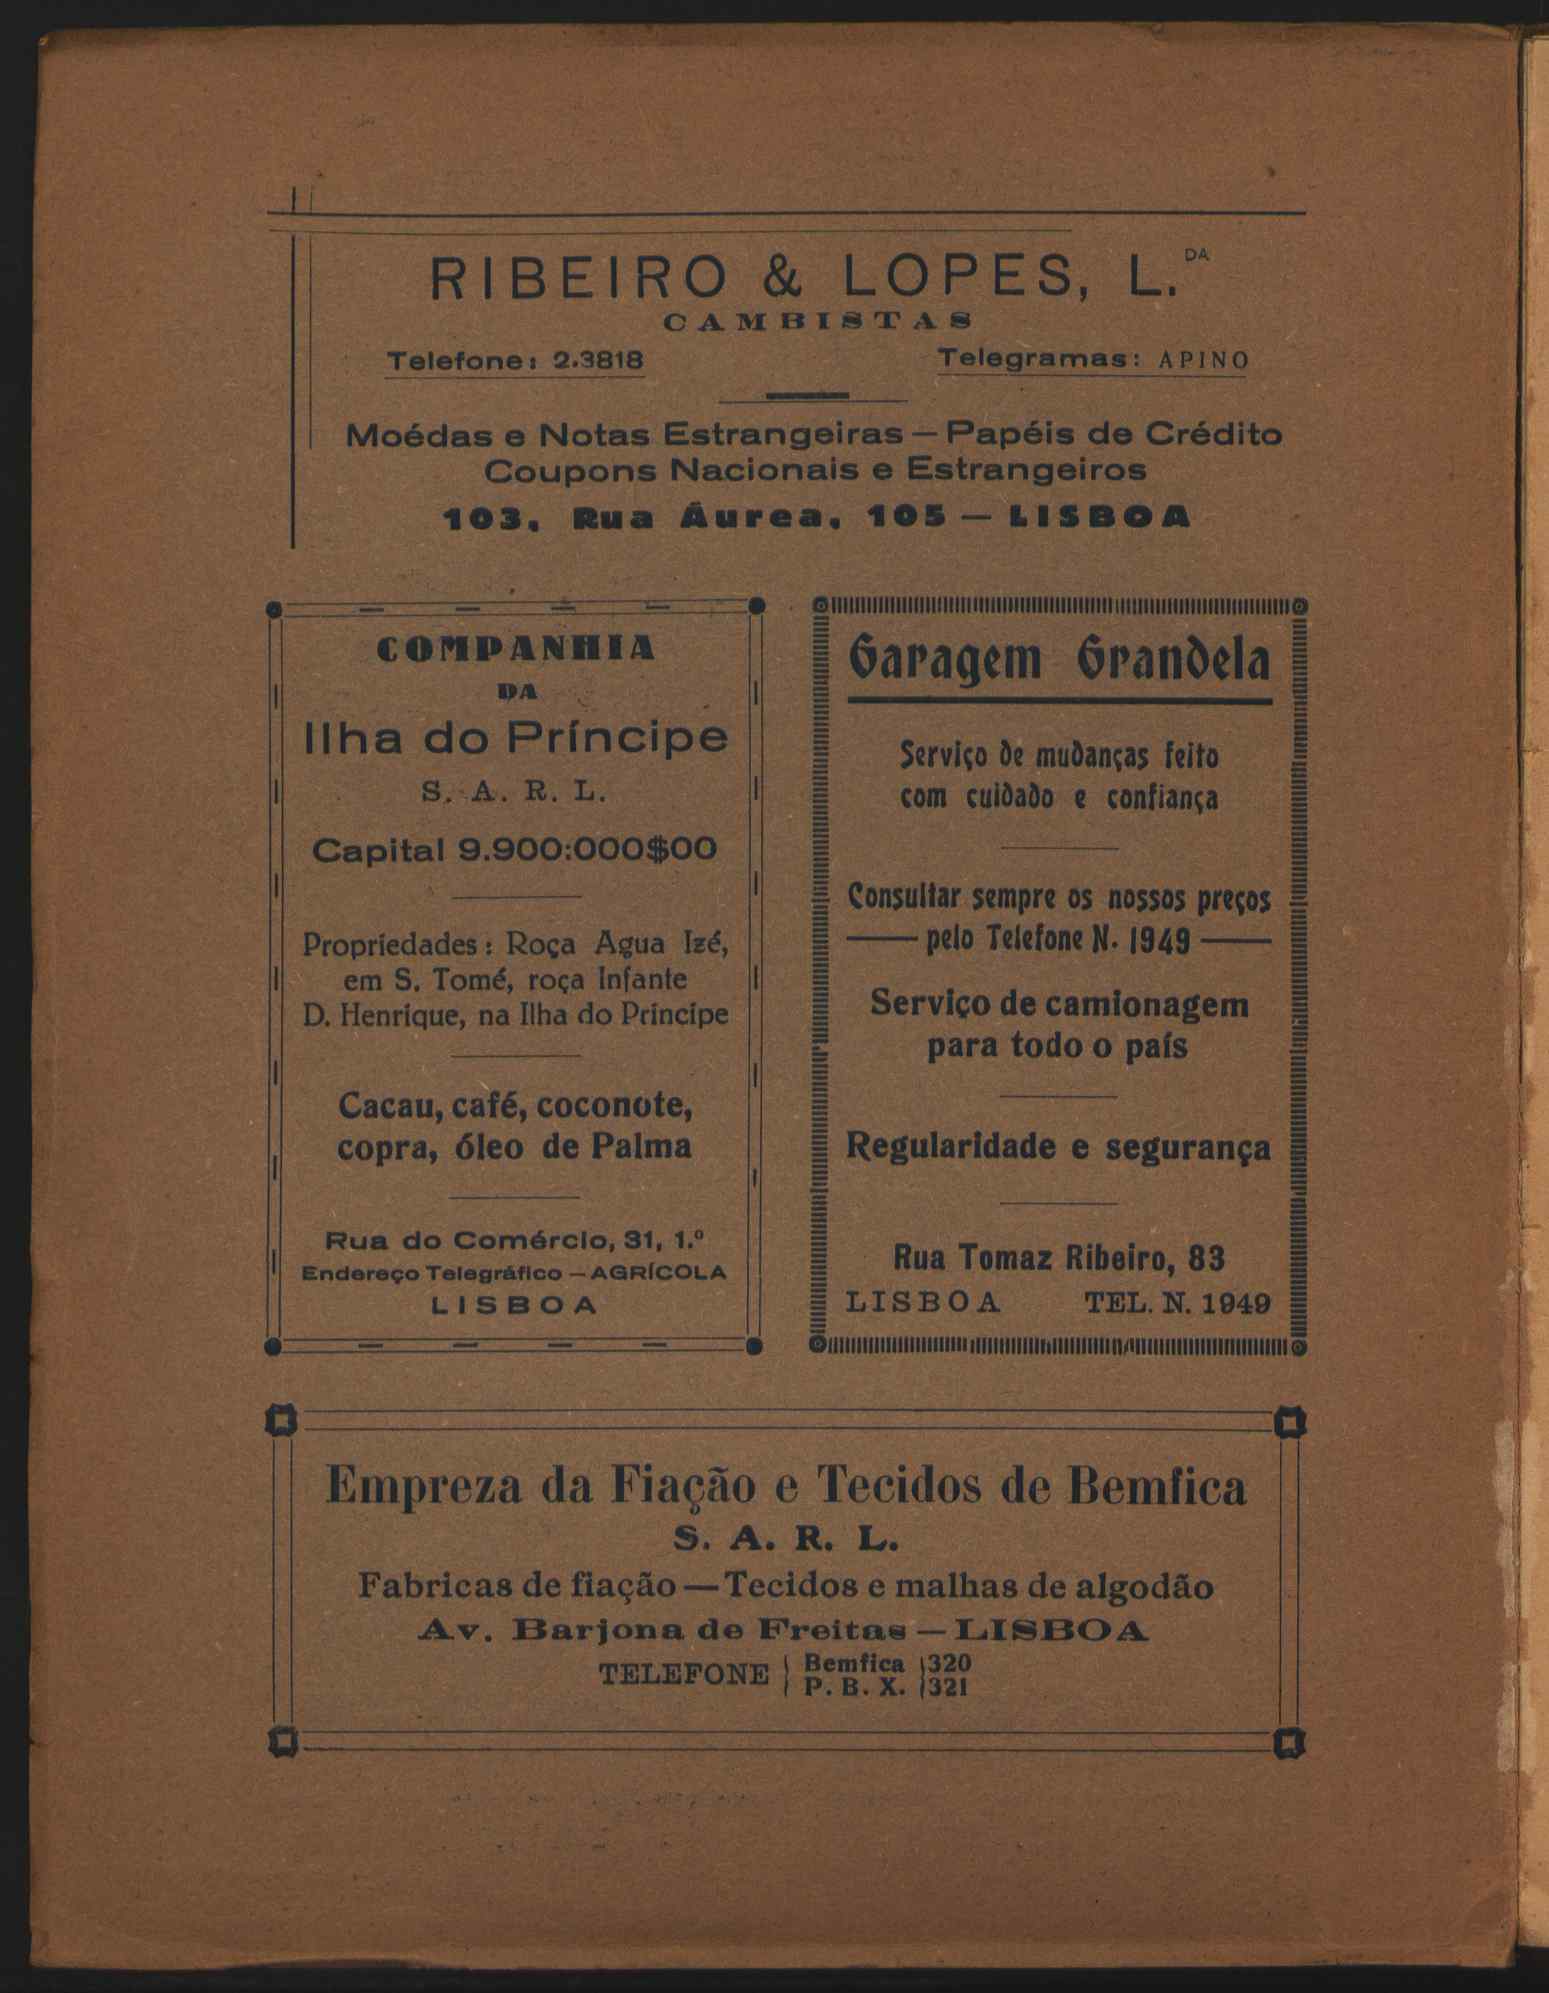 RIBEIRO & LOPES, L.DA
CAMBISTAS
Telefone: 2.3818 Telegramas: APINO
Moédas e Notas Estrangeiras — Papéis de Crédito
Coupons Nacionais e Estrangeiros
103, Rua Áurea, 105 — LISBOA
COMPANHIA
DA
Ilha do Príncipe
S. A. R. L.
Capital 9.900:000$00
Propriedades: Roça Agua Izé,
em S. Tomé, roça Infante
D. Henrique, na Ilha do Principe
Cacau, café, coconote,
copra, óleo de Palma
Rua do Comércio, 31, 1.º
Endereço Telegráfico — AGRÍCOLA
LISBOA
Garagem Grandela
Serviço de mudanças feito
com cuidado e confiança
Consultar sempre os nossos preços
— pelo Telefone N. 1949 —
Serviço de camionagem
para todo o país
Regularidade e segurança
Rua Tomaz Ribeiro, 83
LISBOA TEL. N. 1949
Empreza da Fiação e Tecidos de Bemfica
S. A. R. L.
Fabricas de fiação — Tecidos e malhas de algodão
Av. Barjona de Freitas — LISBOA
TELEFONE { Bemfica } 320
P. B. X. } 321